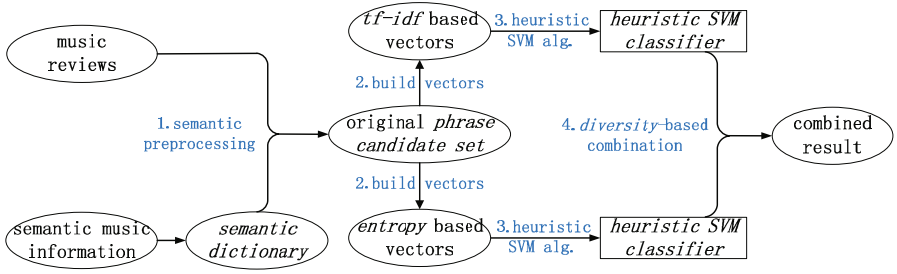 music
reviews
semantic music
information
semantic
dictionary
1.semantic
preprocessing
original phrase
candidate set
2.build vectors
2.build vectors
tf-idf based
vectors
entropy based
vectors
3.heuristic
SVM alg.
3.heuristic
SVM alg.
heuristic SVM
classifier
heuristic SVM
classifier
4.diversity-based
combination
combined
result